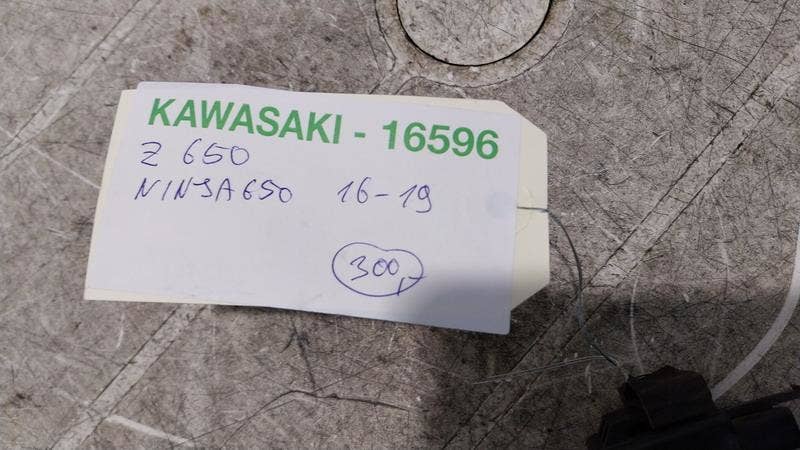 KAWASAKI - 16596
Z 650
NINJA650 16-19
300,-